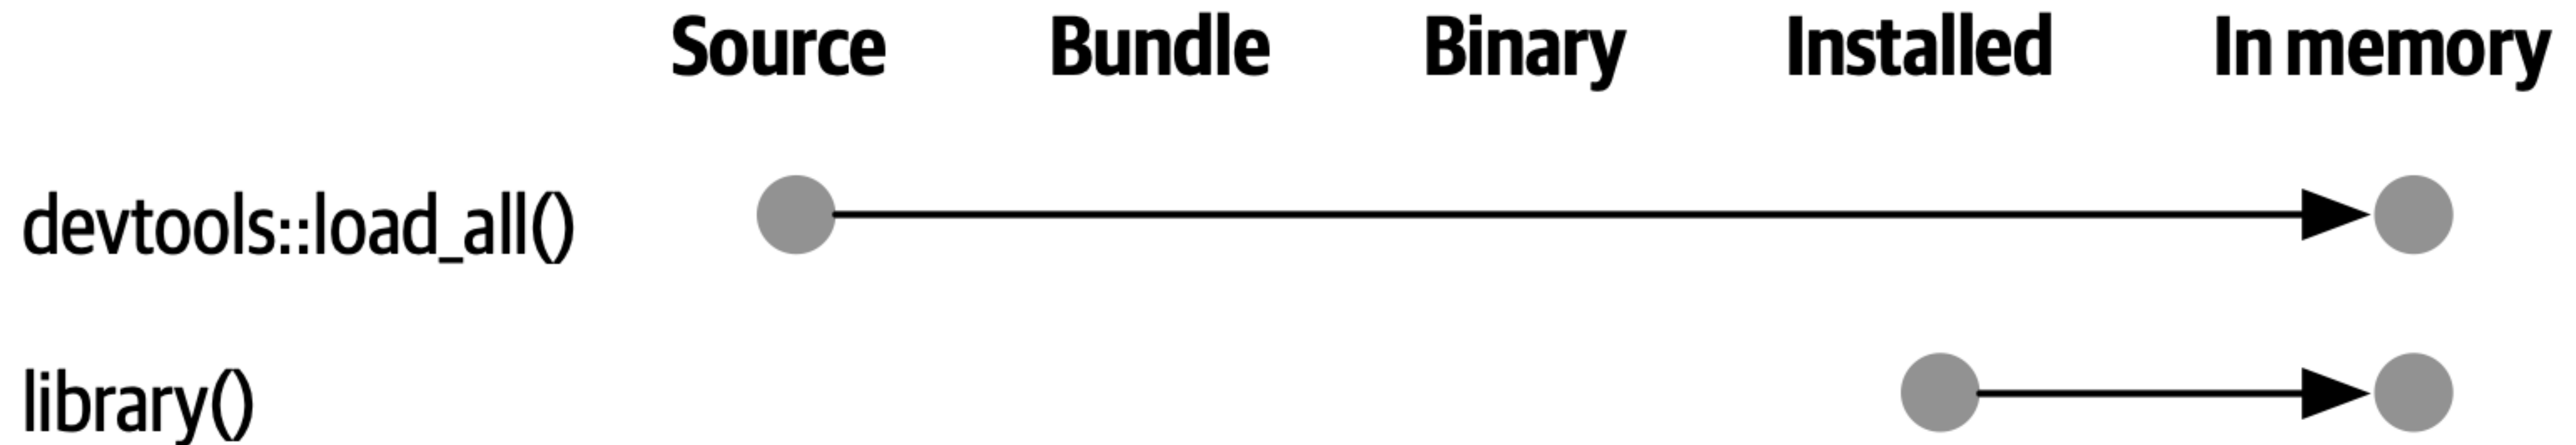 Source Bundle Binary Installed In memory
devtools::load_all()
library()